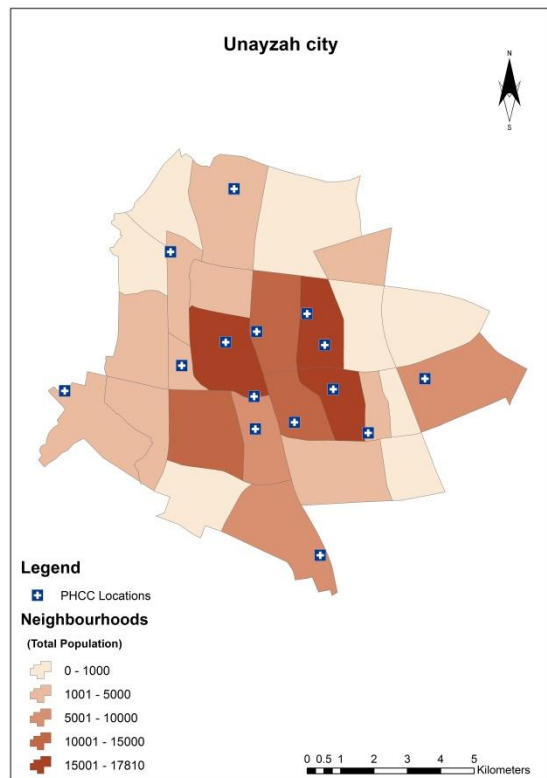 Unayzah city
N
S
Legend
PHCC Locations
Neighbourhoods
(Total Population)
0 - 1000
1001 - 5000
5001 - 10000
10001 - 15000
15001 - 17810
0 0.5 1 2 3 4 5
Kilometers